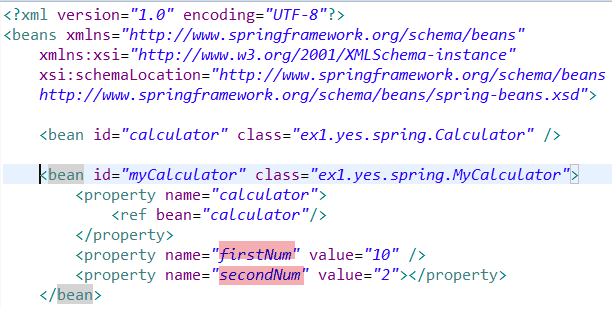 <?xml version="1.0" encoding="UTF-8"?>
<beans xmlns="http://www.springframework.org/schema/beans"
xmlns:xsi="http://www.w3.org/2001/XMLSchema-instance"
xsi:schemaLocation="http://www.springframework.org/schema/beans
http://www.springframework.org/schema/beans/spring-beans.xsd">
<bean id="calculator" class="ex1.yes.spring.Calculator" />
<bean id="myCalculator" class="ex1.yes.spring.MyCalculator">
<property name="calculator">
<ref bean="calculator"/>
</property>
<property name="firstNum" value="10" />
<property name="secondNum" value="2"></property>
</bean>